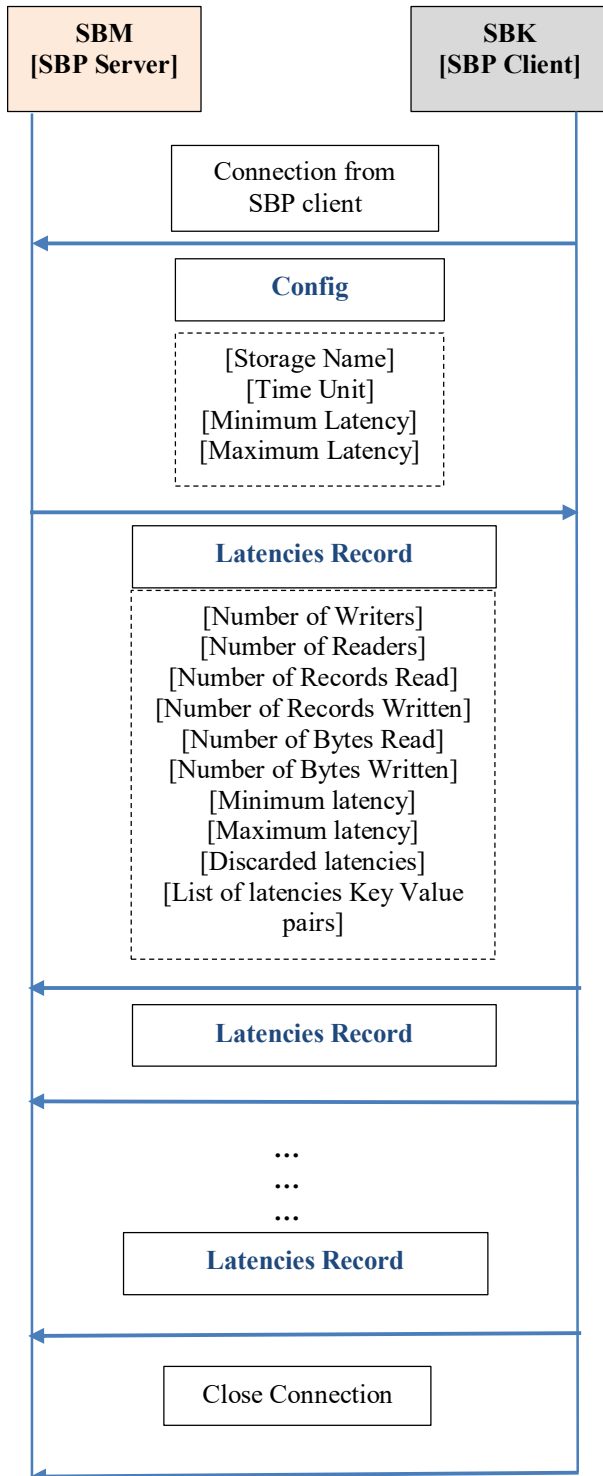 SBM
[SBP Server]
SBK
[SBP Client]
Connection from
SBP client
Config
[Storage Name]
[Time Unit]
[Minimum Latency]
[Maximum Latency]
Latencies Record
[Number of Writers]
[Number of Readers]
[Number of Records Read]
[Number of Records Written]
[Number of Bytes Read]
[Number of Bytes Written]
[Minimum latency]
[Maximum latency]
[Discarded latencies]
[List of latencies Key Value
pairs]
Latencies Record
...
...
...
Latencies Record
Close Connection